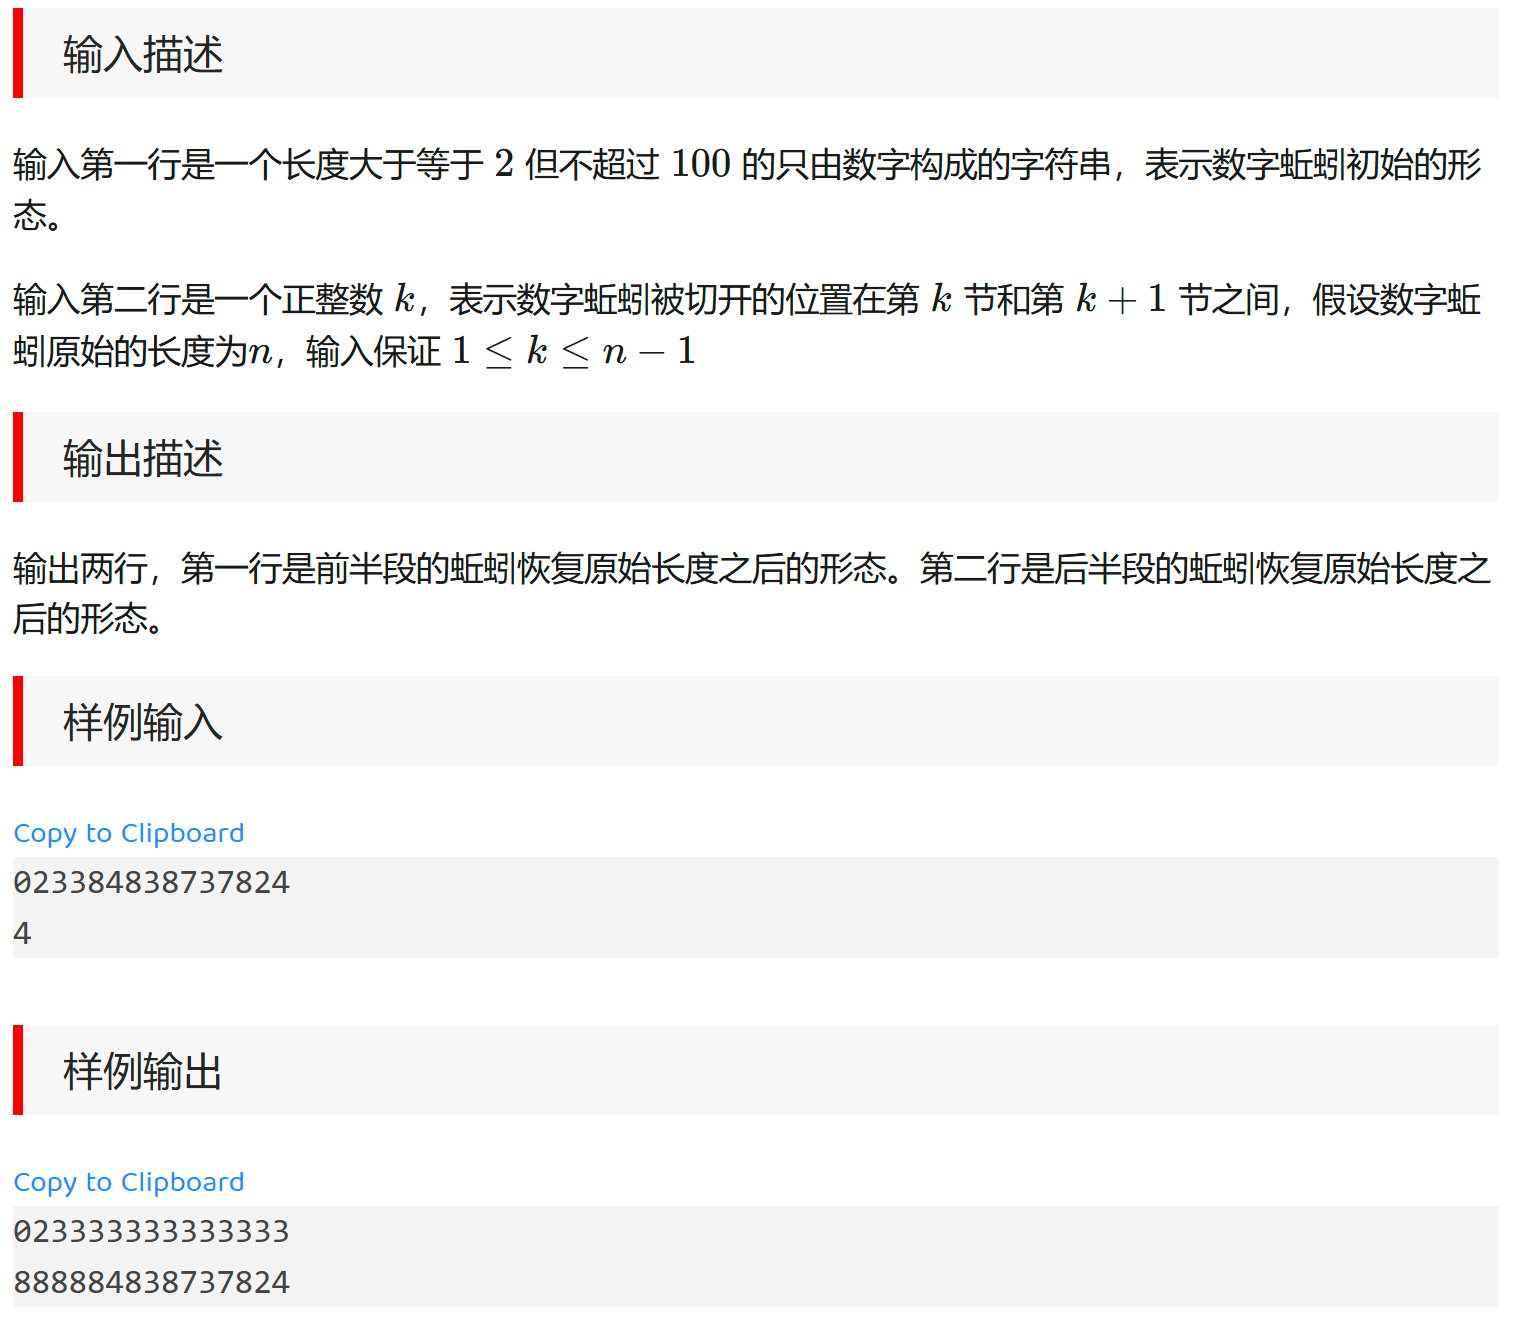 输入描述
输入第一行是一个长度大于等于 2 但不超过 100 的只由数字构成的字符串，表示数字蚯蚓初始的形
态。
输入第二行是一个正整数 k，表示数字蚯蚓被切开的位置在第 k 节和第 k + 1 节之间，假设数字蚯
蚓原始的长度为n，输入保证 1 ≤ k ≤ n − 1
输出描述
输出两行，第一行是前半段的蚯蚓恢复原始长度之后的形态。第二行是后半段的蚯蚓恢复原始长度之
后的形态。
样例输入
Copy to Clipboard
023384838737824
4
样例输出
Copy to Clipboard
023333333333333
888884838737824